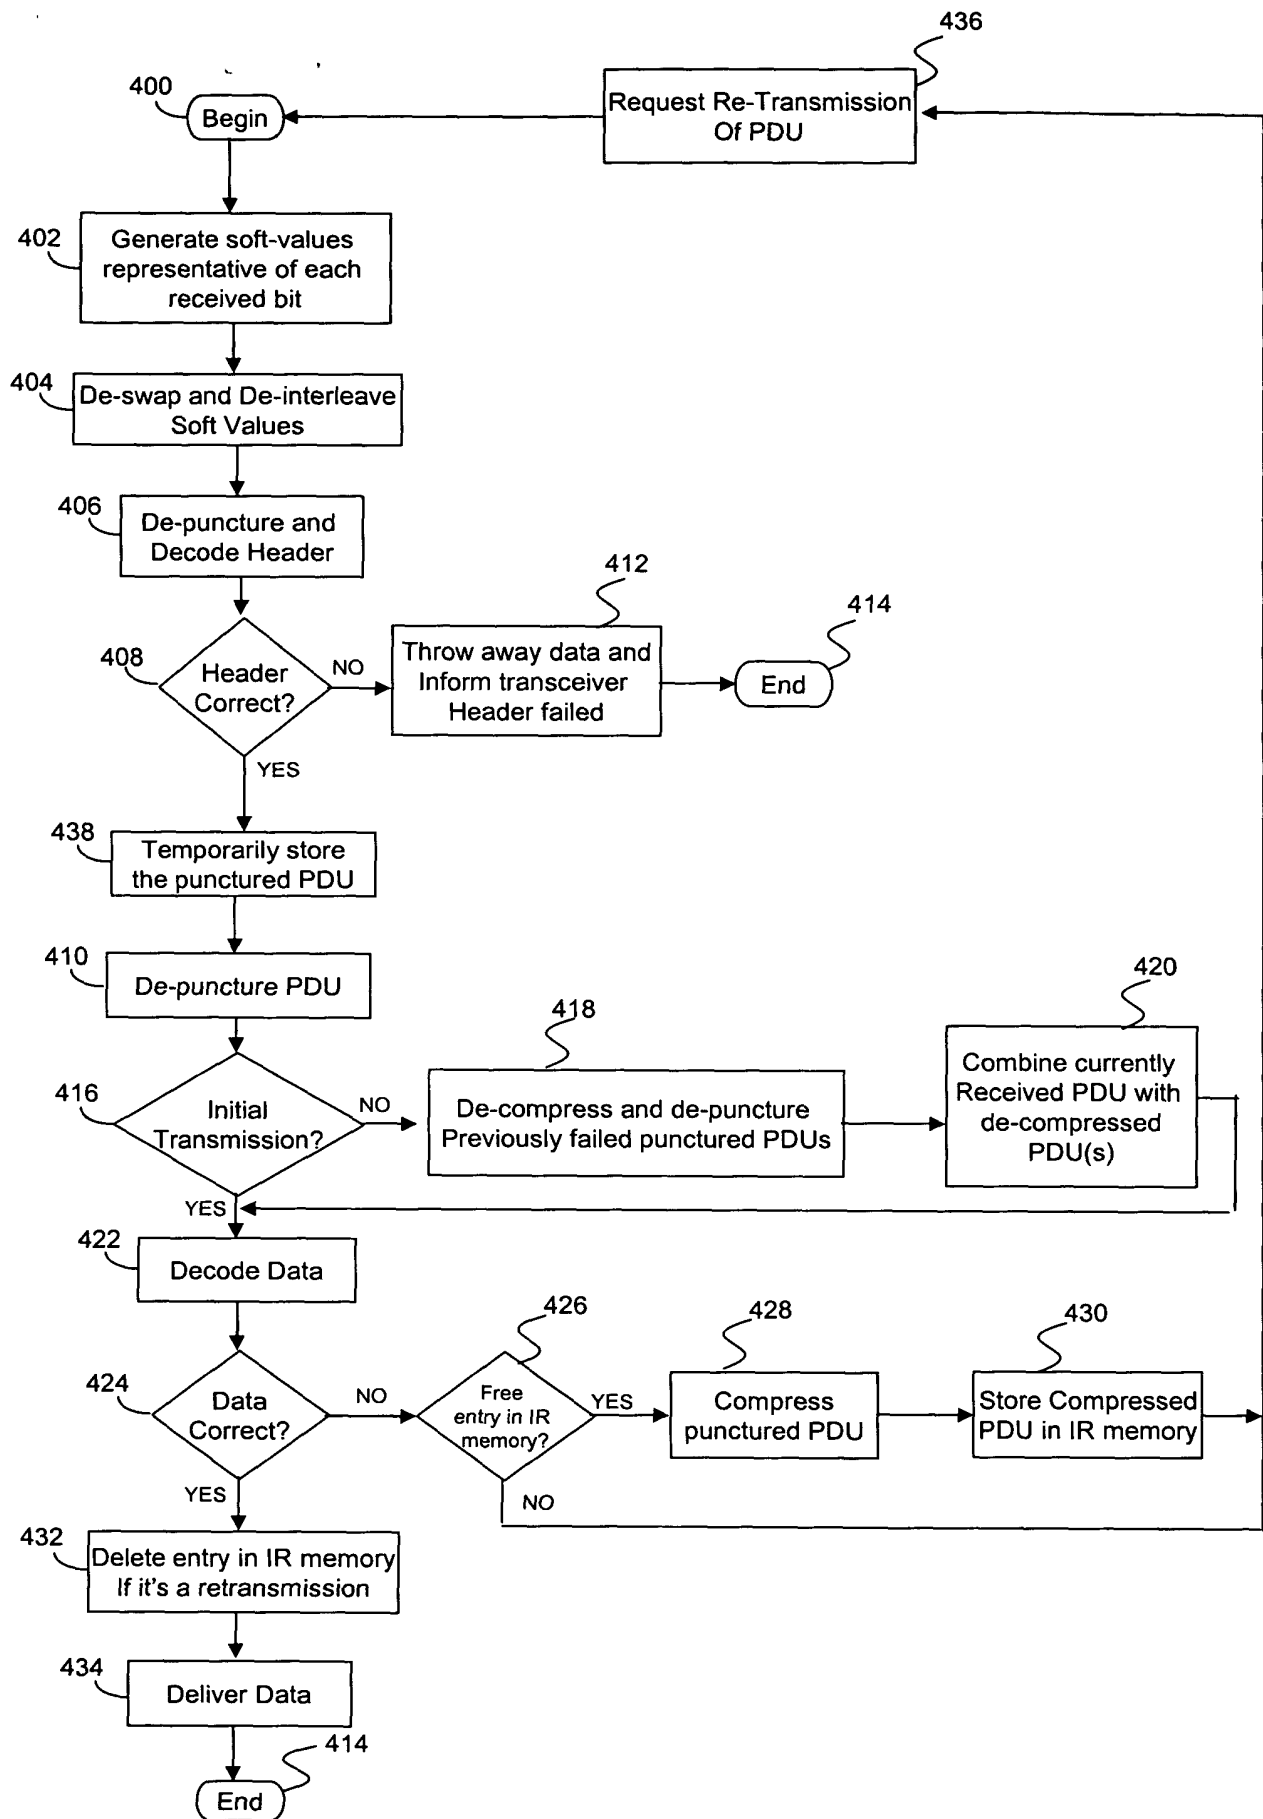 436
400
Begin
Request Re-Transmission
Of PDU
402
Generate soft-values
representative of each
received bit
404
De-swap and De-interleave
Soft Values
406
De-puncture and
Decode Header
408
Header
Correct?
NO
412
Throw away data and
Inform transceiver
Header failed
414
End
YES
438
Temporarily store
the punctured PDU
410
De-puncture PDU
416
Initial
Transmission?
NO
418
De-compress and de-puncture
Previously failed punctured PDUs
420
Combine currently
Received PDU with
de-compressed
PDU(s)
YES
422
Decode Data
424
Data
Correct?
NO
426
Free
entry in IR
memory?
YES
428
Compress
punctured PDU
430
Store Compressed
PDU in IR memory
NO
YES
432
Delete entry in IR memory
If it's a retransmission
434
Deliver Data
414
End